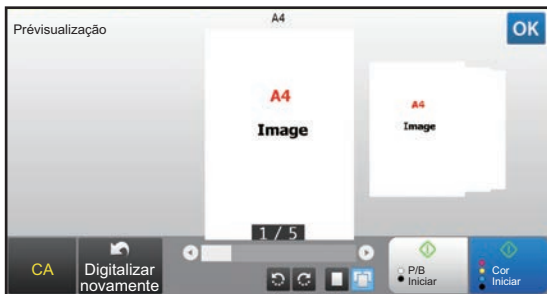 A4
Prévisualização
OK
A4
Image
A4
Image
1 / 5
CA
Digitalizar
novamente
P/B
Iniciar
Cor
Iniciar